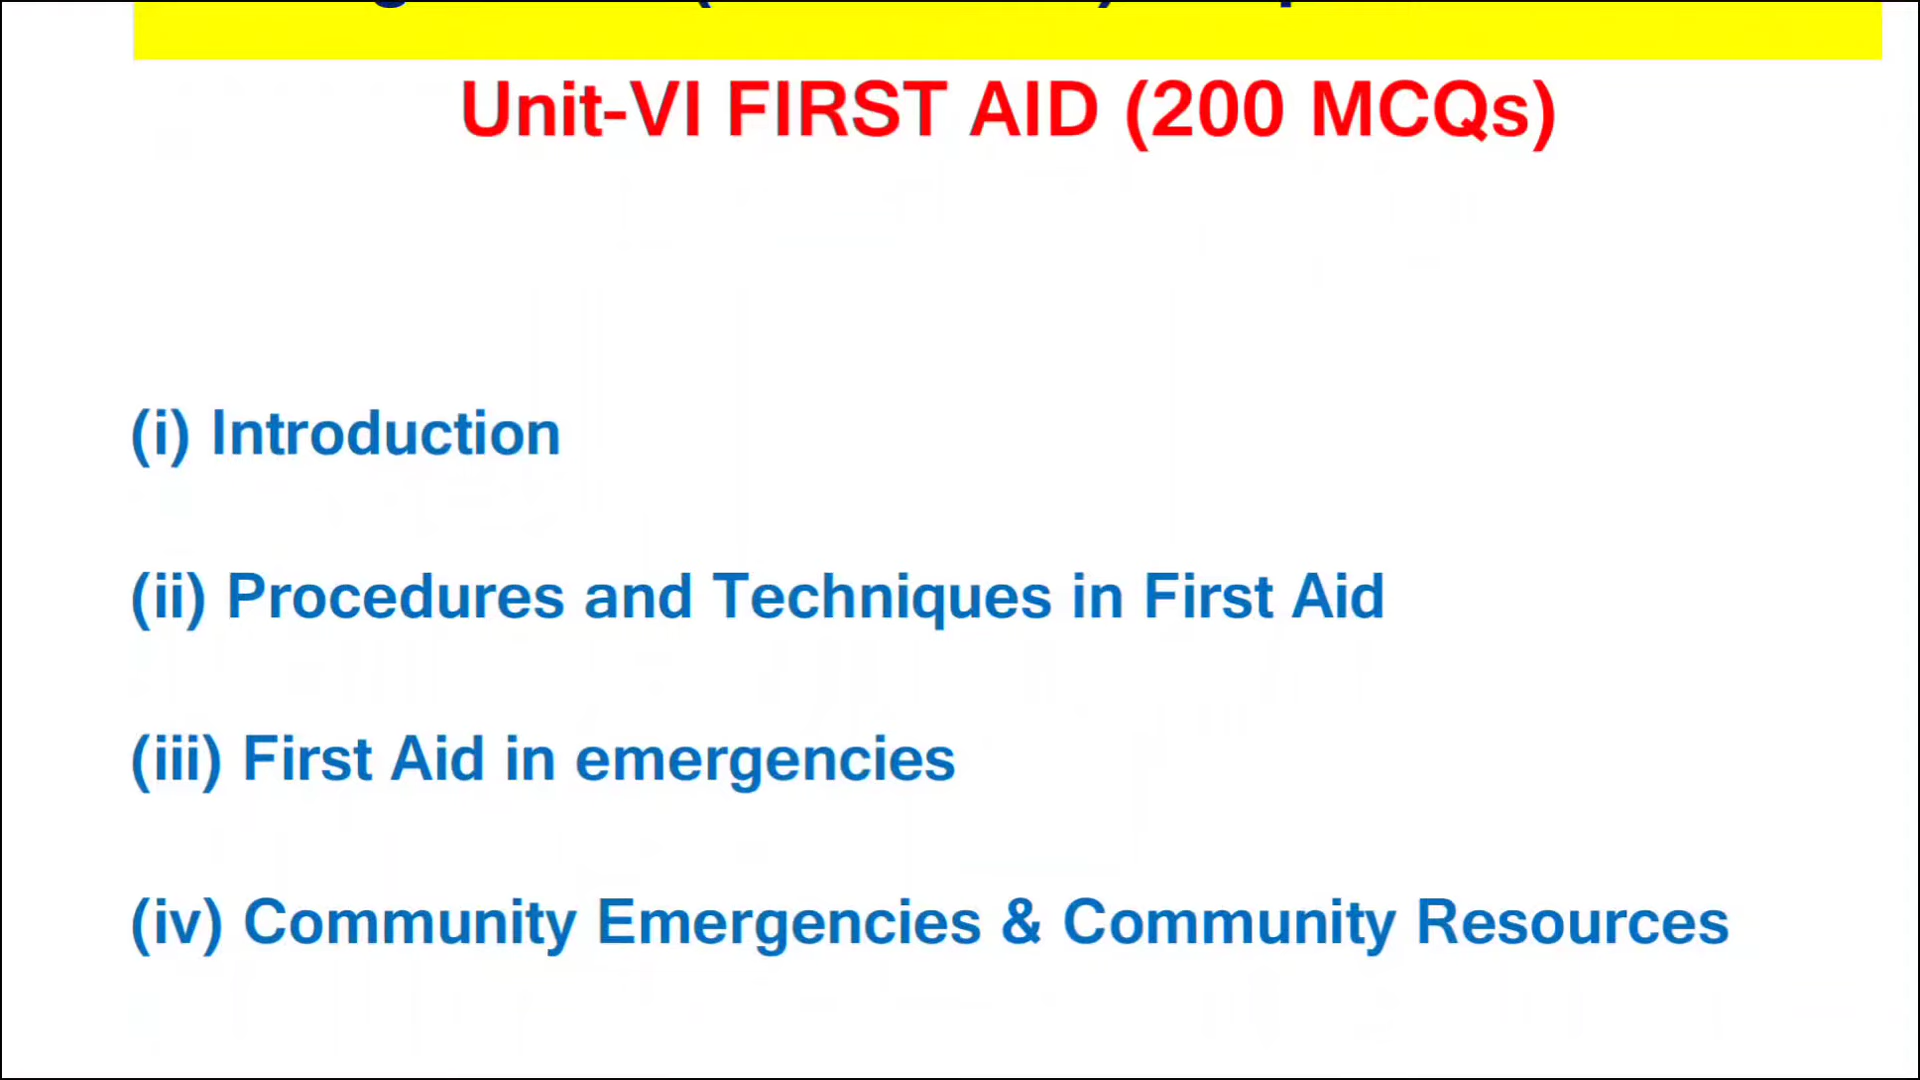 Unit-VI FIRST AID (200 MCQs)
(i) Introduction
(ii) Procedures and Techniques in First Aid
(iii) First Aid in emergencies
(iv) Community Emergencies & Community Resources